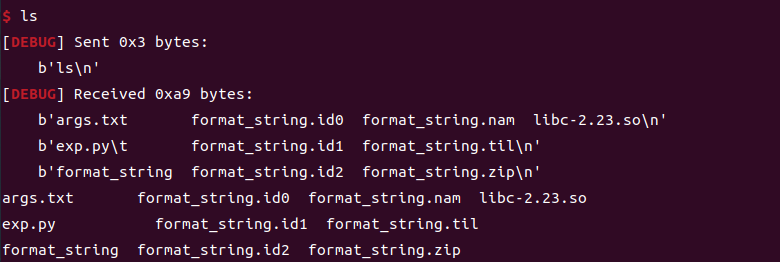 $ ls
[DEBUG] Sent 0x3 bytes:
    b'ls\n'
[DEBUG] Received 0xa9 bytes:
    b'args.txt       format_string.id0  format_string.nam  libc-2.23.so\n'
    b'exp.py\t       format_string.id1  format_string.til\n'
    b'format_string  format_string.id2  format_string.zip\n'
args.txt       format_string.id0  format_string.nam  libc-2.23.so
exp.py           format_string.id1  format_string.til
format_string  format_string.id2  format_string.zip